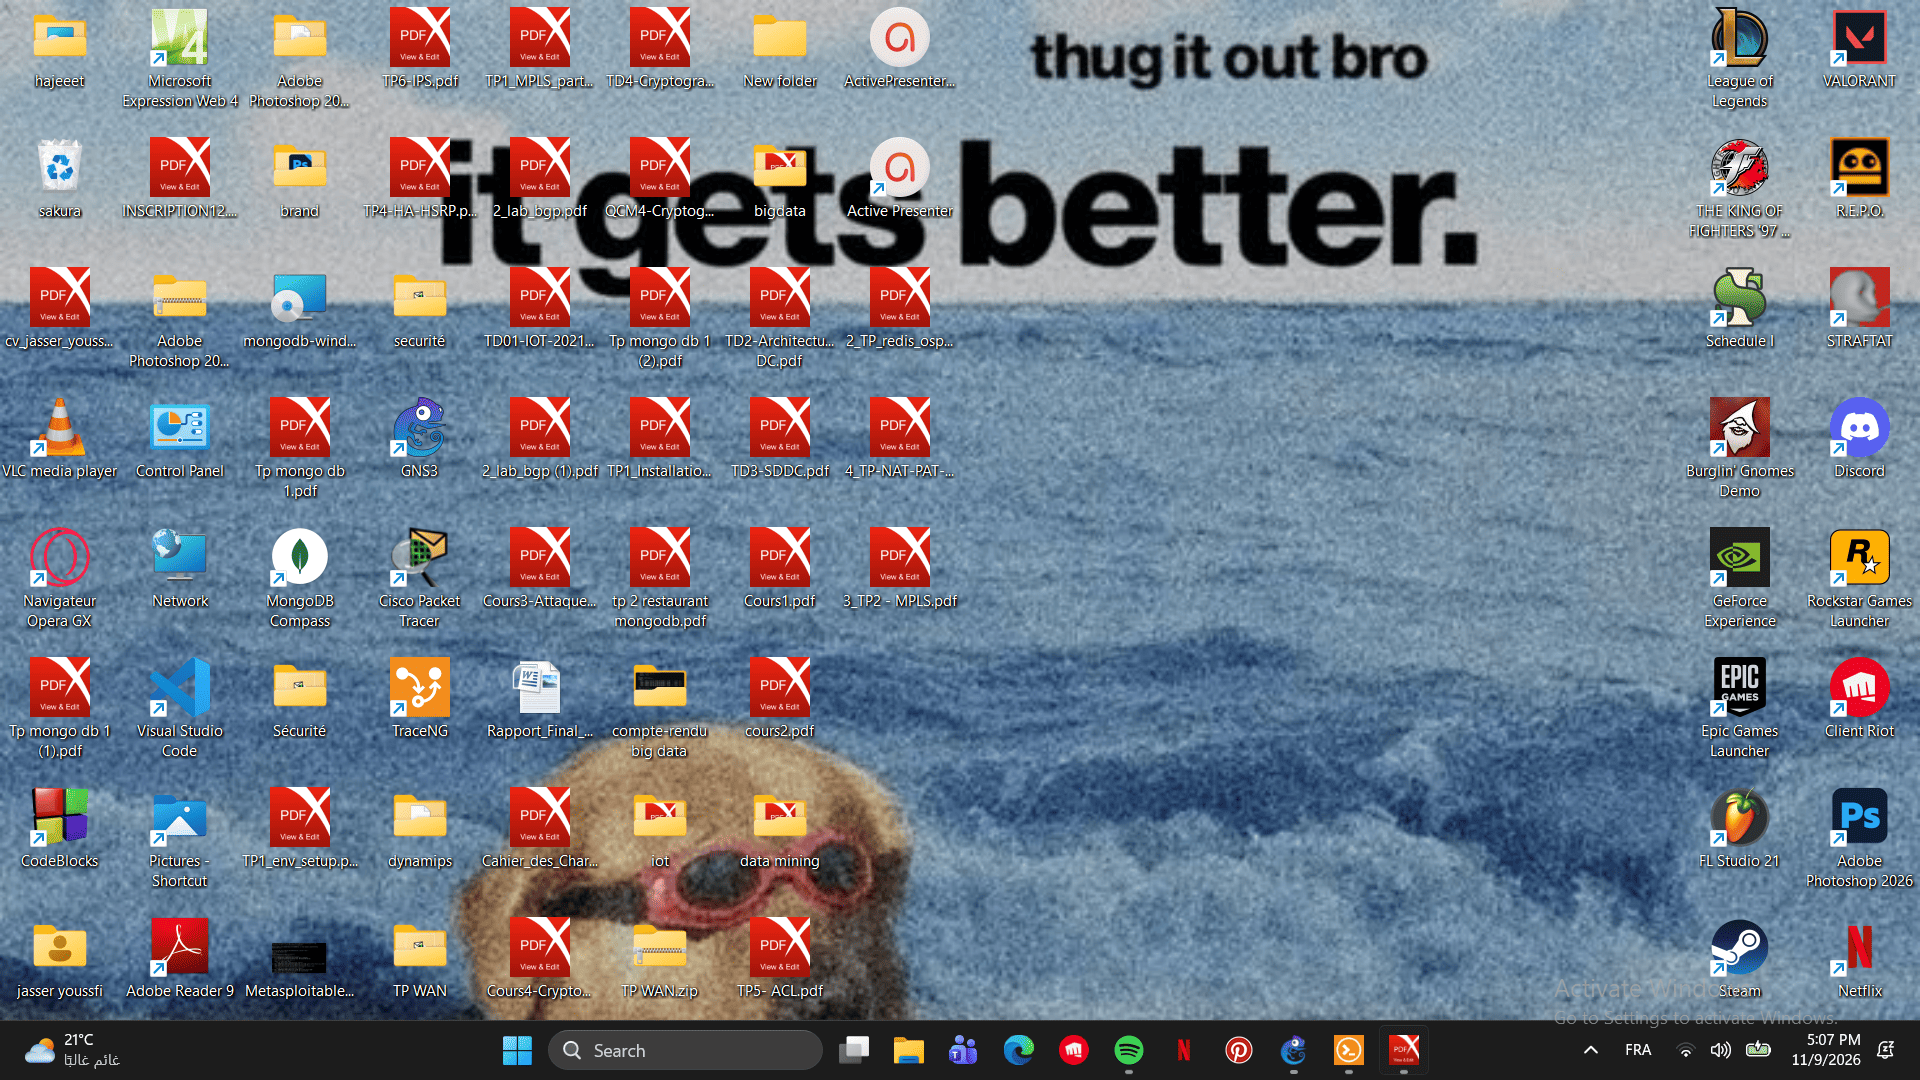 thug it out bro
it gets better.
hajeeet
Microsoft
Expression Web 4
Adobe
Photoshop 20...
TP6-IPS.pdf
TP1_MPLS_part...
TD4-Cryptogra...
New folder
ActivePresenter...
League of
Legends
VALORANT
sakura
INSCRIPTION12....
brand
TP4-HA-HSRP.p...
2_lab_bgp.pdf
QCM4-Cryptog...
bigdata
Active Presenter
THE KING OF
FIGHTERS '97 ...
R.E.P.O.
cv_jasser_youss...
Adobe
Photoshop 20...
mongodb-wind...
securité
TD01-IOT-2021...
Tp mongo db 1
(2).pdf
TD2-Architectu...
DC.pdf
2_TP_redis_osp...
Schedule I
STRAFTAT
VLC media player
Control Panel
Tp mongo db
1.pdf
GNS3
2_lab_bgp (1).pdf
TP1_Installatio...
TD3-SDDC.pdf
4_TP-NAT-PAT-...
Burglin' Gnomes
Demo
Discord
Navigateur
Opera GX
Network
MongoDB
Compass
Cisco Packet
Tracer
Cours3-Attaque...
tp 2 restaurant
mongodb.pdf
Cours1.pdf
3_TP2 - MPLS.pdf
GeForce
Experience
Rockstar Games
Launcher
Tp mongo db 1
(1).pdf
Visual Studio
Code
Sécurité
TraceNG
Rapport_Final_...
compte-rendu
big data
cours2.pdf
EPIC
GAMES
Epic Games
Launcher
Client Riot
CodeBlocks
Pictures -
Shortcut
TP1_env_setup.p...
dynamips
Cahier_des_Char...
iot
data mining
FL Studio 21
Ps
Adobe
Photoshop 2026
jasser youssfi
Adobe Reader 9
Metasploitable...
TP WAN
Cours4-Crypto...
TP WAN.zip
TP5- ACL.pdf
Steam
Netflix
Activate Windows
Go to Settings to activate Windows.
21°C
غائم غالبًا
Search
FRA
5:07 PM
11/9/2026